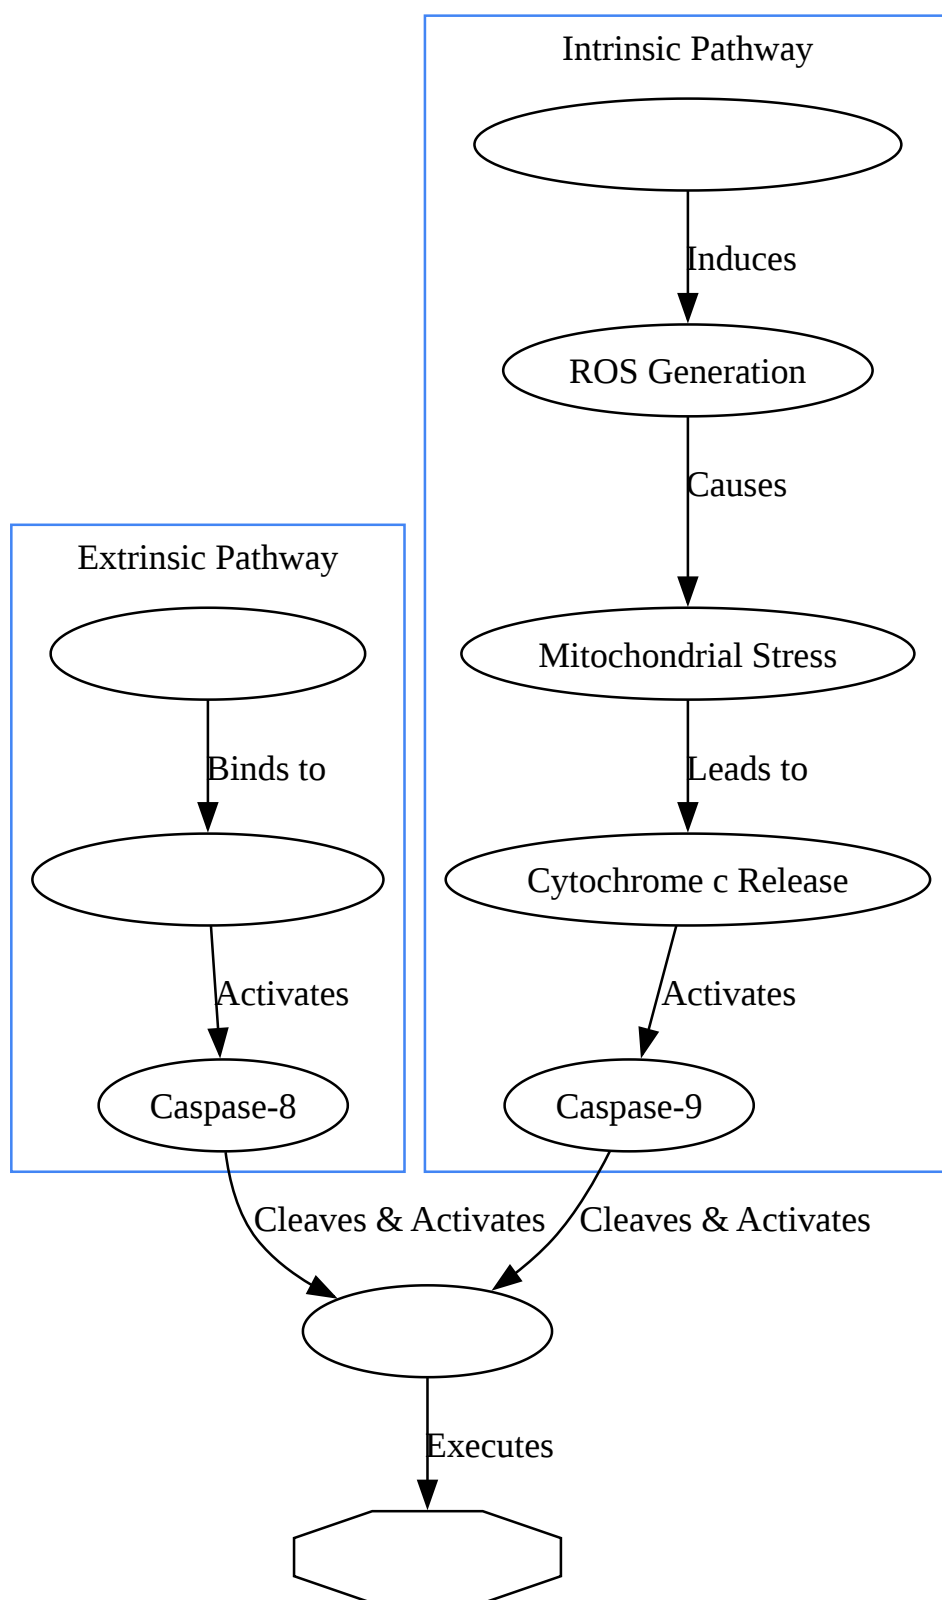 Intrinsic Pathway
Induces
ROS Generation
Causes
Extrinsic Pathway
Mitochondrial Stress
Binds to
Leads to
Cytochrome c Release
Activates
Activates
Caspase-8
Caspase-9
Cleaves & Activates
Cleaves & Activates
Executes